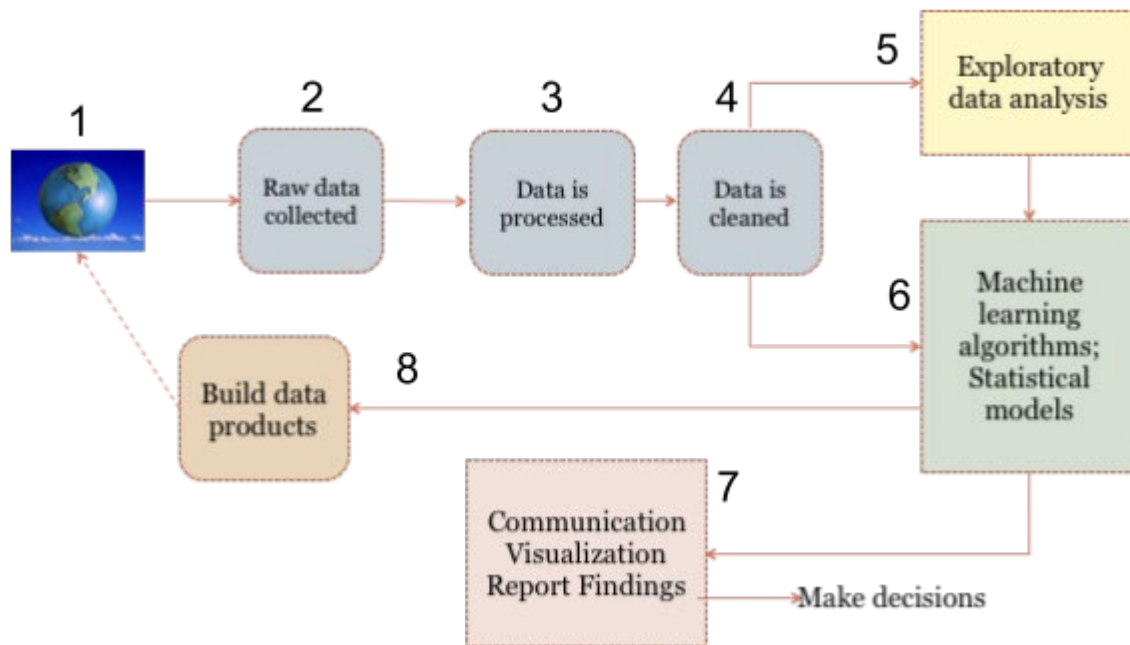 1
2
Raw data
collected
3
Data is
processed
4
Data is
cleaned
5
Exploratory
data analysis
6
Machine
learning
algorithms;
Statistical
models
7
Communication
Visualization
Report Findings
Make decisions
8
Build data
products